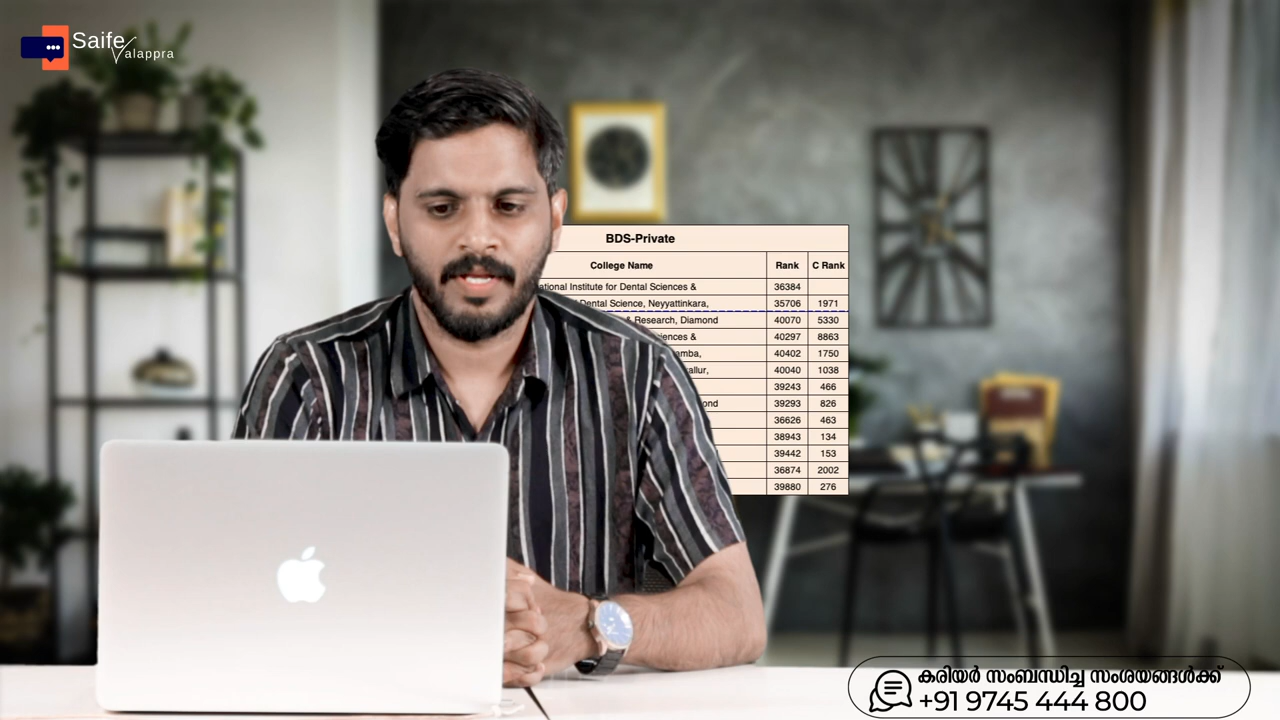 Saife
Valappra
BDS-Private
College Name Rank C Rank
ational Institute for Dental Sciences & 36384
Dental Science, Neyyattinkara, 35706 1971
& Research, Diamond 40070 5330
iences & 40297 8863
amba, 40402 1750
allur, 40040 1038
39243 466
ond 39293 826
36626 463
38943 134
39442 153
36874 2002
39880 276
കരിയർ സംബന്ധിച്ച സംശയങ്ങൾക്ക്
+91 9745 444 800